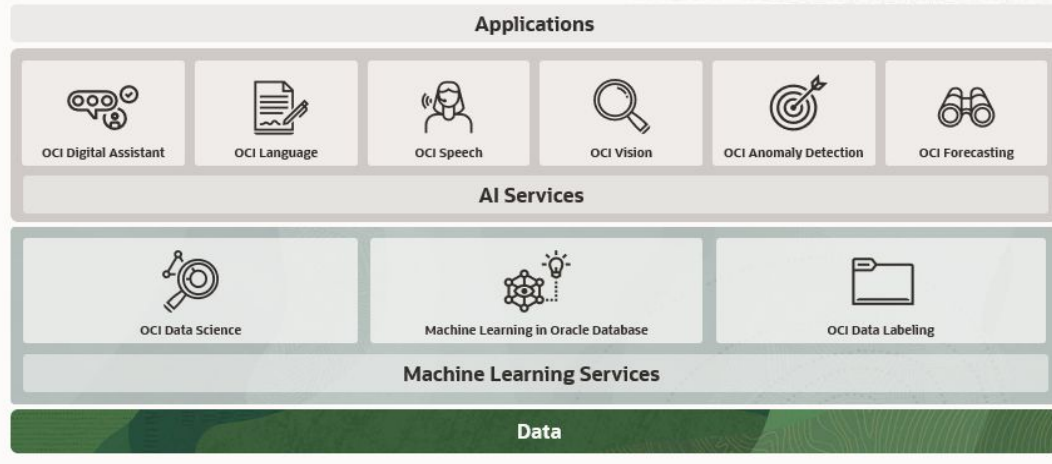 Applications
OCI Digital Assistant
OCI Language
OCI Speech
OCI Vision
OCI Anomaly Detection
OCI Forecasting
AI Services
OCI Data Science
Machine Learning in Oracle Database
OCI Data Labeling
Machine Learning Services
Data